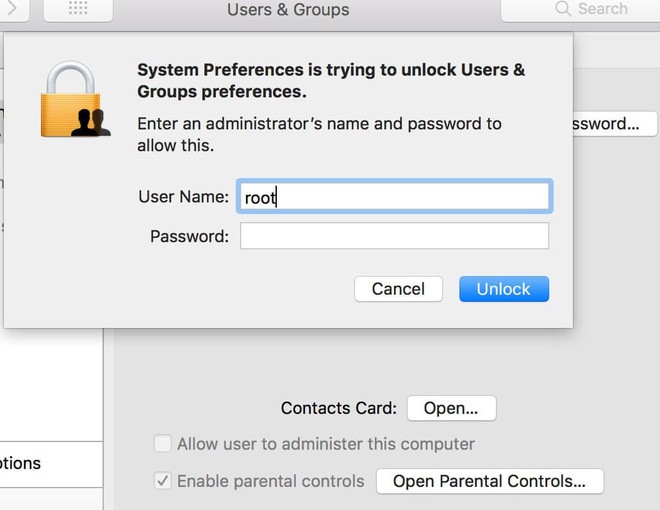 Users & Groups
Search
System Preferences is trying to unlock Users &
Groups preferences.
Enter an administrator's name and password to
allow this.
ssword...
User Name: root
Password:
Cancel
Unlock
Contacts Card: Open...
Allow user to administer this computer
ptions
Enable parental controls Open Parental Controls...